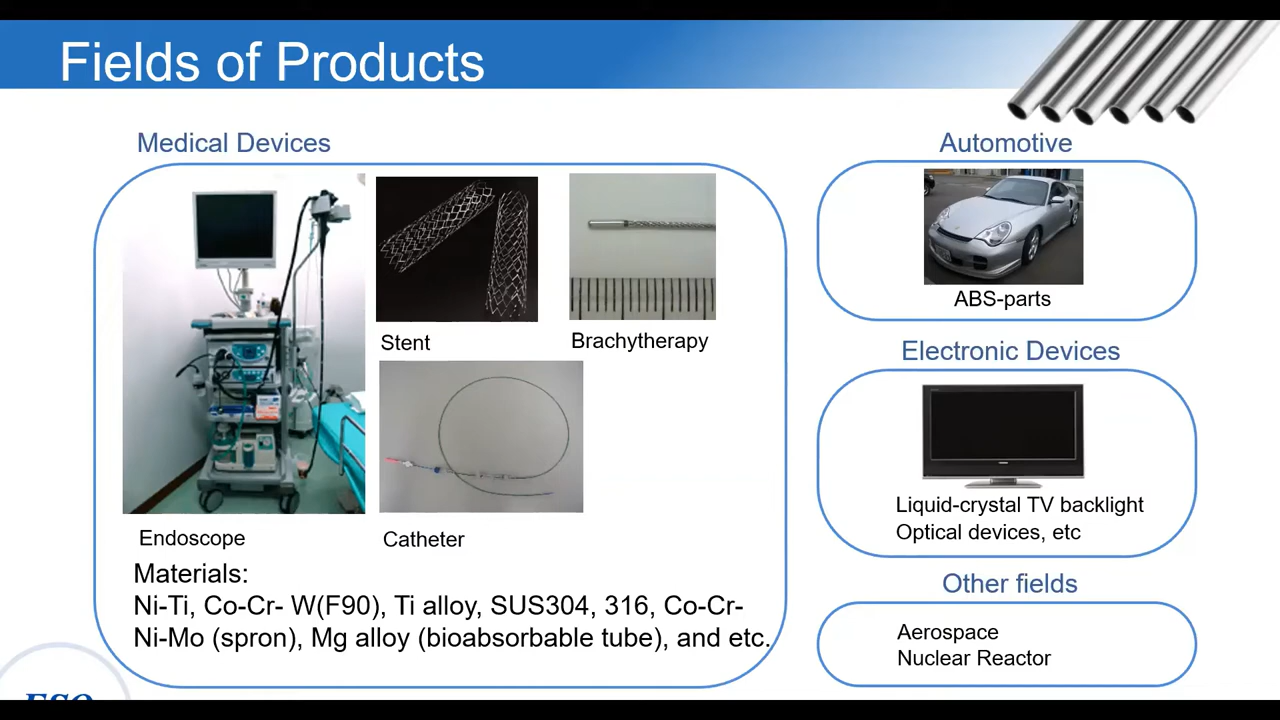 Fields of Products
Medical Devices
Stent
Brachytherapy
Endoscope
Catheter
Materials:
Ni-Ti, Co-Cr- W(F90), Ti alloy, SUS304, 316, Co-Cr-
Ni-Mo (spron), Mg alloy (bioabsorbable tube), and etc.
Automotive
ABS-parts
Electronic Devices
Liquid-crystal TV backlight
Optical devices, etc
Other fields
Aerospace
Nuclear Reactor